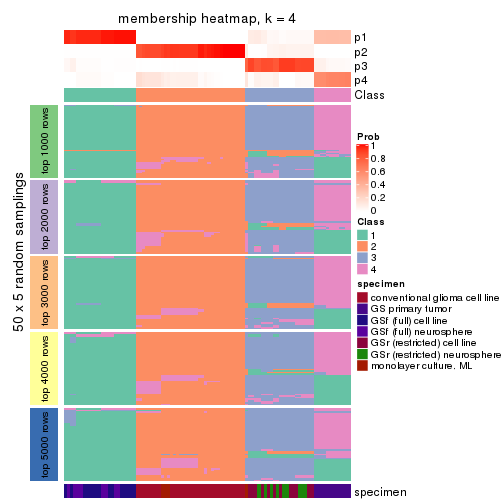 membership heatmap, k = 4
p1
p2
p3
p4
Class
50 x 5 random samplings
top 1000 rows
top 2000 rows
top 3000 rows
top 4000 rows
top 5000 rows
Prob
1
0.8
0.6
0.4
0.2
0
Class
1
2
3
4
specimen
conventional glioma cell line
GS primary tumor
GSf (full) cell line
GSf (full) neurosphere
GSr (restricted) cell line
GSr (restricted) neurosphere
monolayer culture. ML
specimen